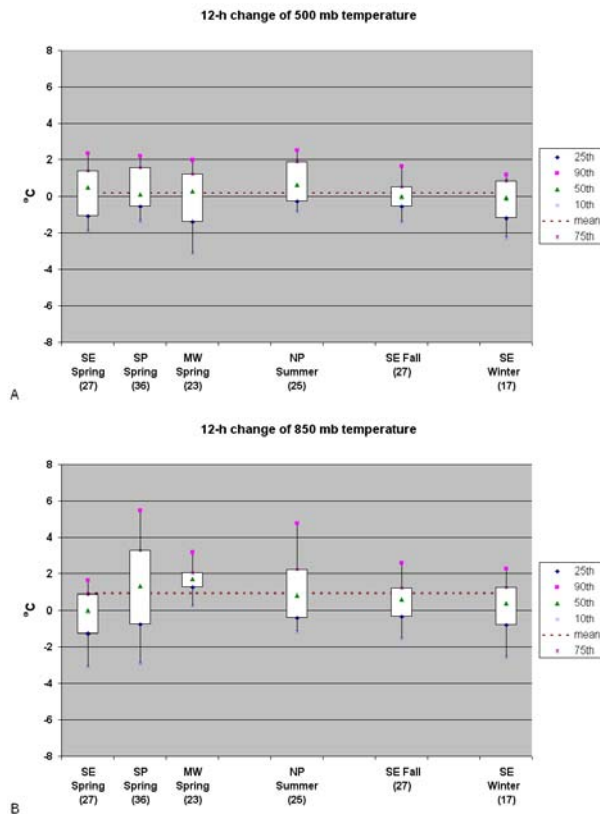 12-h change of 500 mb temperature
8
6
4
2
0
-2
-4
-6
-8
°C
SE Spring (27)
SP Spring (36)
MW Spring (23)
NP Summer (25)
SE Fall (27)
SE Winter (17)
25th
90th
50th
10th
mean
75th
A
12-h change of 850 mb temperature
8
6
4
2
0
-2
-4
-6
-8
°C
SE Spring (27)
SP Spring (36)
MW Spring (23)
NP Summer (25)
SE Fall (27)
SE Winter (17)
25th
90th
50th
10th
mean
75th
B